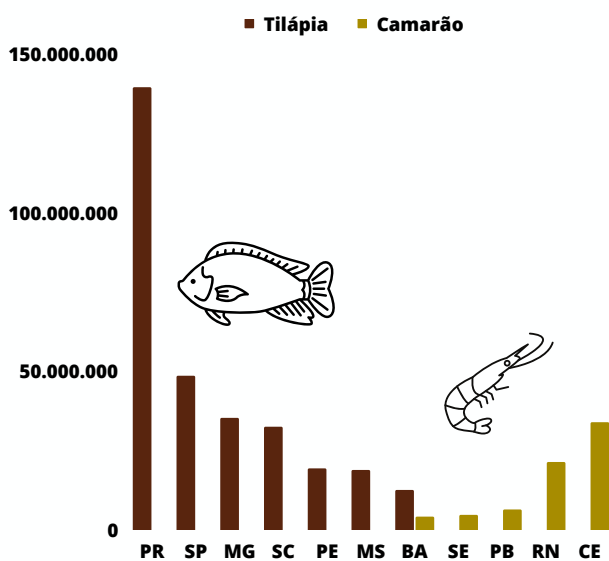 Tilápia Camarão
150.000.000
100.000.000
50.000.000
0
PR SP MG SC PE MS BA SE PB RN CE